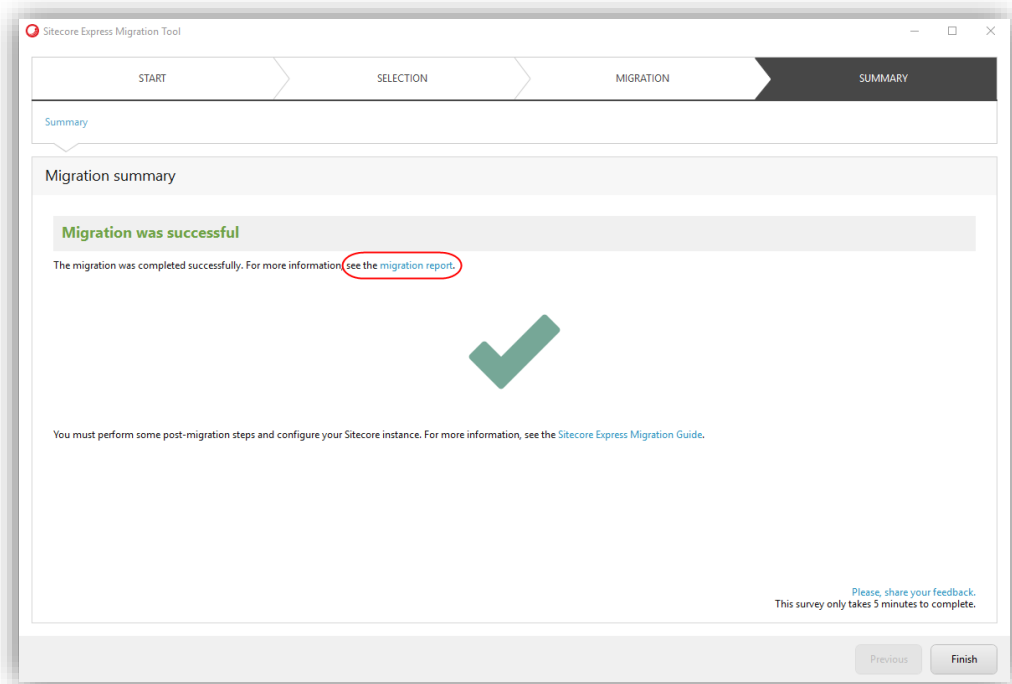 Sitecore Express Migration Tool
START
SELECTION
MIGRATION
SUMMARY
Summary
Migration summary
Migration was successful
The migration was completed successfully. For more information, see the migration report.
You must perform some post-migration steps and configure your Sitecore instance. For more information, see the Sitecore Express Migration Guide.
Please, share your feedback.
This survey only takes 5 minutes to complete.
Previous
Finish